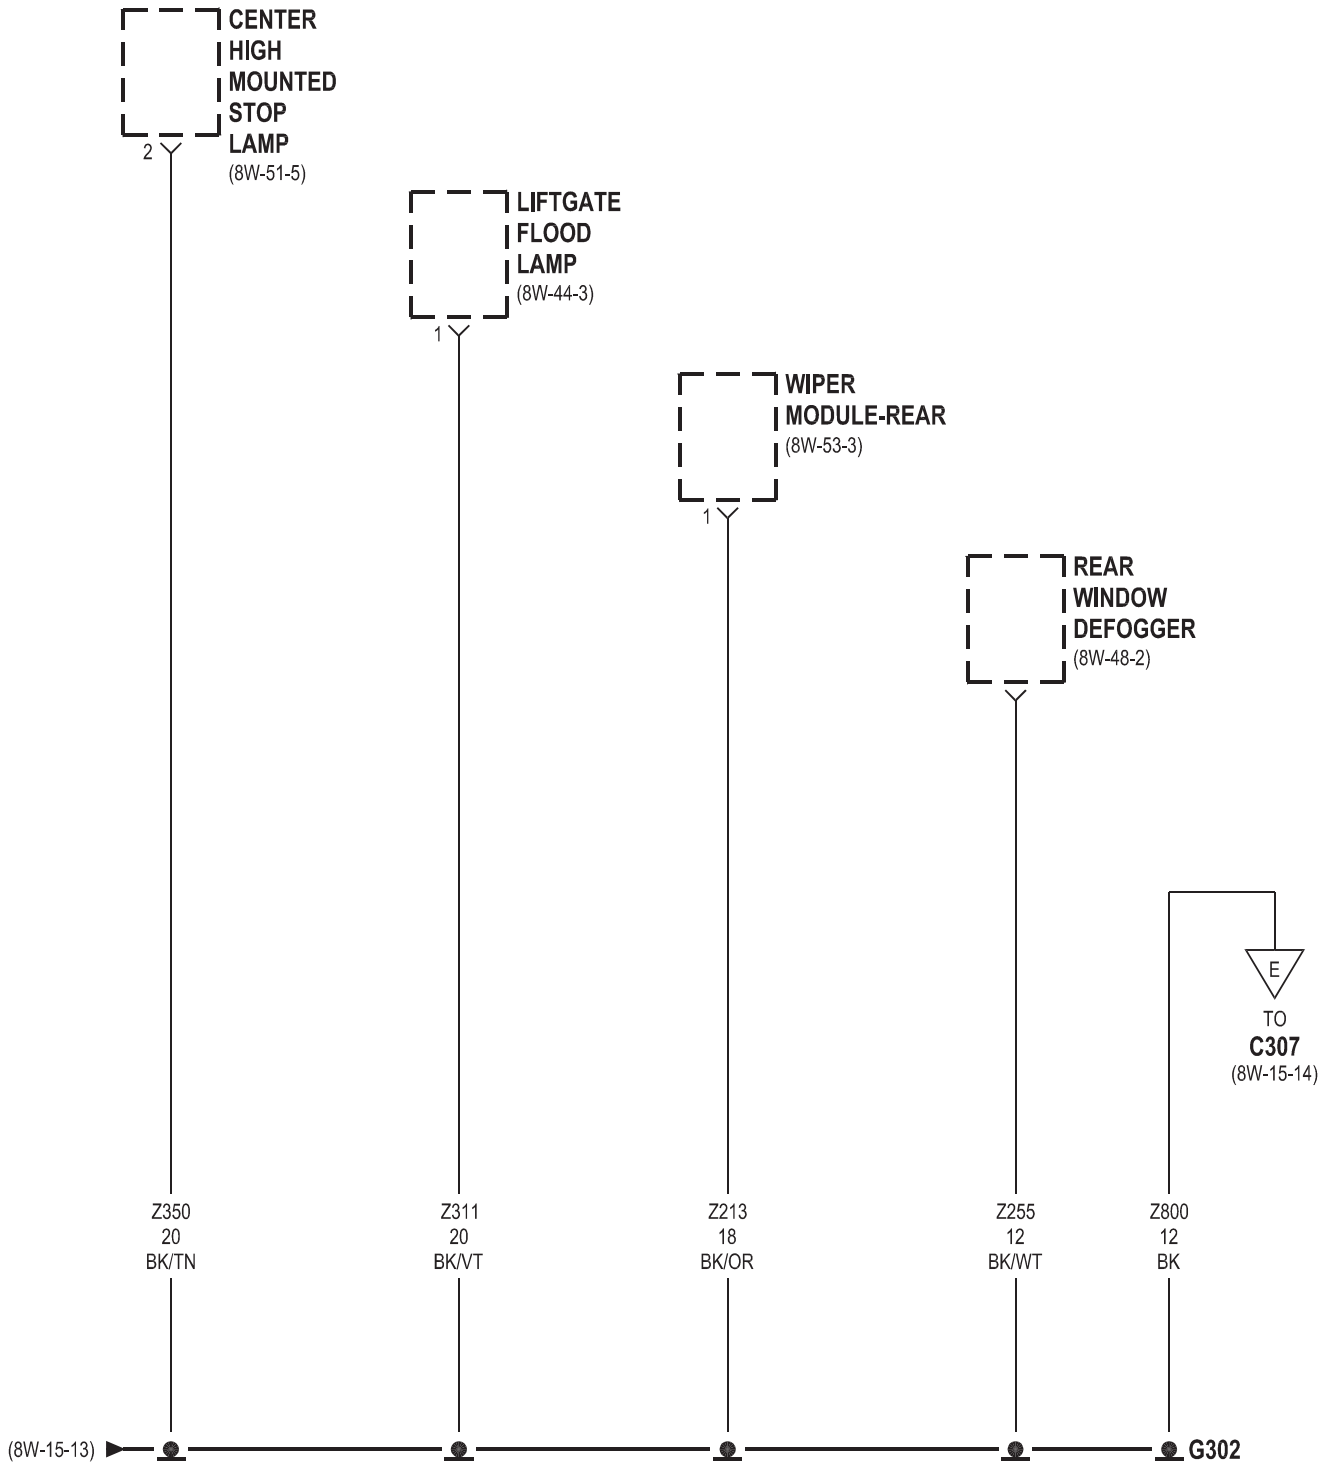 CENTER
HIGH
MOUNTED
STOP
LAMP
(8W-51-5)
2
LIFTGATE
FLOOD
LAMP
(8W-44-3)
1
WIPER
MODULE-REAR
(8W-53-3)
1
REAR
WINDOW
DEFOGGER
(8W-48-2)
E
TO
C307
(8W-15-14)
Z350
20
BK/TN
Z311
20
BK/VT
Z213
18
BK/OR
Z255
12
BK/WT
Z800
12
BK
(8W-15-13)
G302